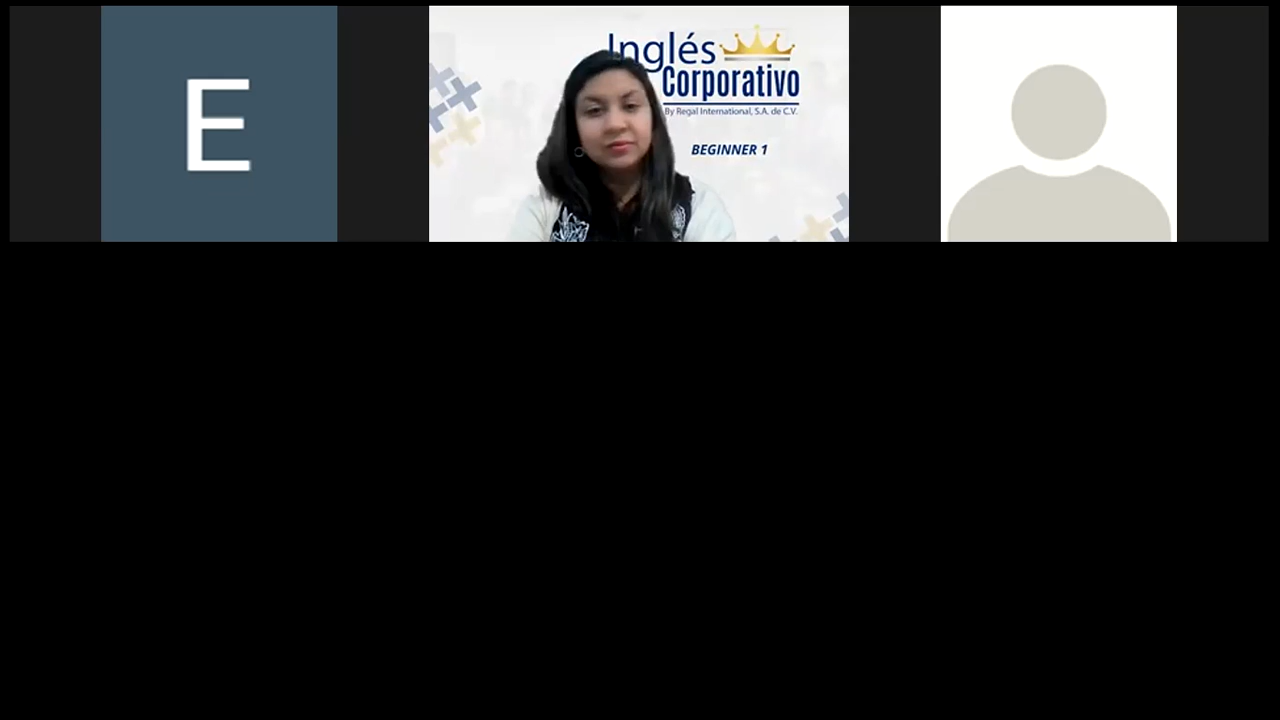 E
Inglés
Corporativo
By Regal International, S.A. de C.V.
BEGINNER 1